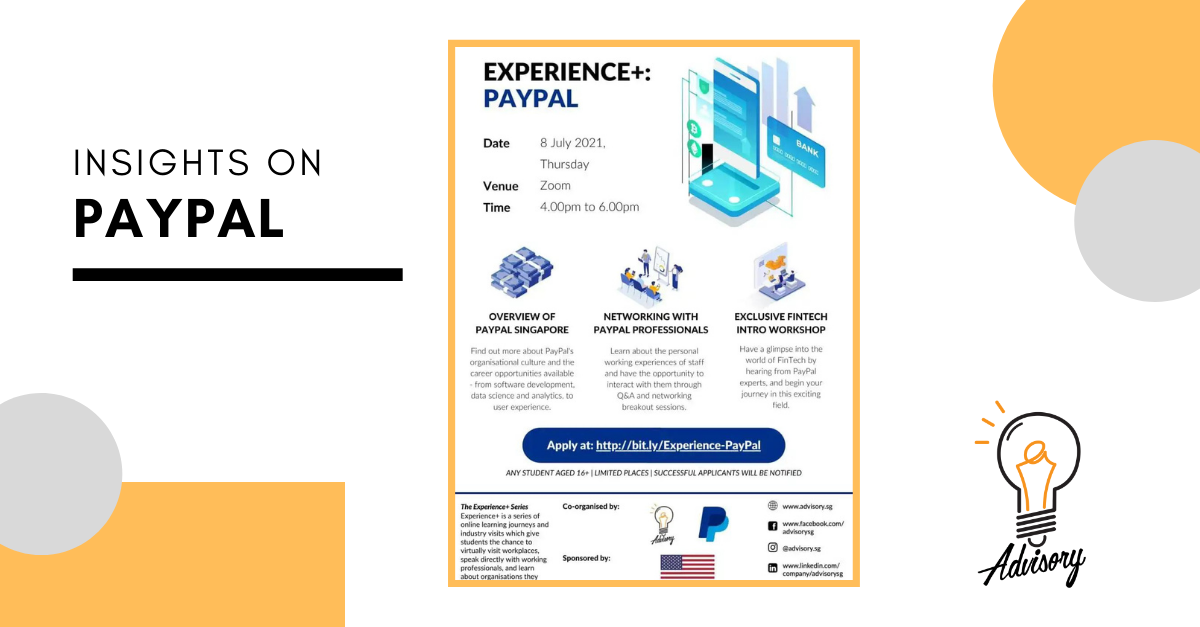 INSIGHTS ON
PAYPAL
EXPERIENCE+:
PAYPAL
Date 8 July 2021,
Thursday
Venue Zoom
Time 4.00pm to 6.00pm
BANK
OVERVIEW OF
PAYPAL SINGAPORE
Find out more about PayPal's
organisational culture and the
career opportunities available
- from software development,
data science and analytics, to
user experience.
NETWORKING WITH
PAYPAL PROFESSIONALS
Learn about the personal
working experiences of staff
and have the opportunity to
interact with them through
Q&A and networking
breakout sessions.
EXCLUSIVE FINTECH
INTRO WORKSHOP
Have a glimpse into the
world of FinTech by
hearing from PayPal
experts, and begin your
journey in this exciting
field.
Apply at: http://bit.ly/Experience-PayPal
ANY STUDENT AGED 16+ | LIMITED PLACES | SUCCESSFUL APPLICANTS WILL BE NOTIFIED
The Experience+ Series
Experience+ is a series of
online learning journeys and
industry visits which give
students the chance to
virtually visit workplaces,
speak directly with working
professionals, and learn
about organisations they
Co-organised by:
Advisory
Sponsored by:
www.advisory.sg
www.facebook.com/
advisorysg
@advisory.sg
www.linkedin.com/
company/advisorysg
Advisory